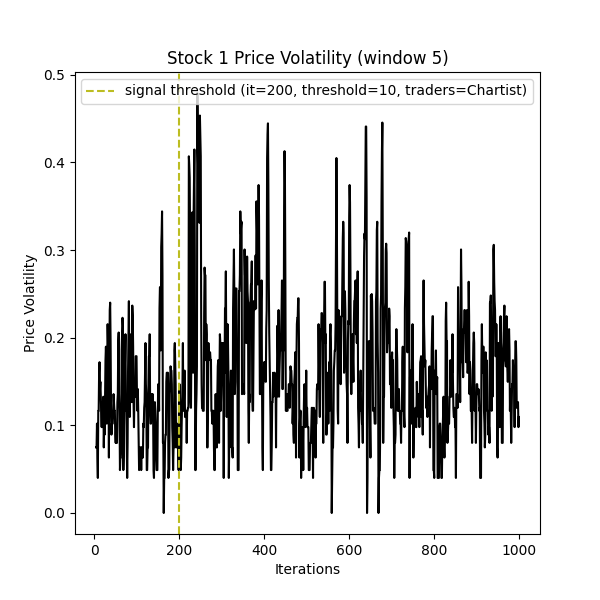 Stock 1 Price Volatility (window 5)
signal threshold (it=200, threshold=10, traders=Chartist)
Price Volatility
0.5
0.4
0.3
0.2
0.1
0.0
0 200 400 600 800 1000
Iterations